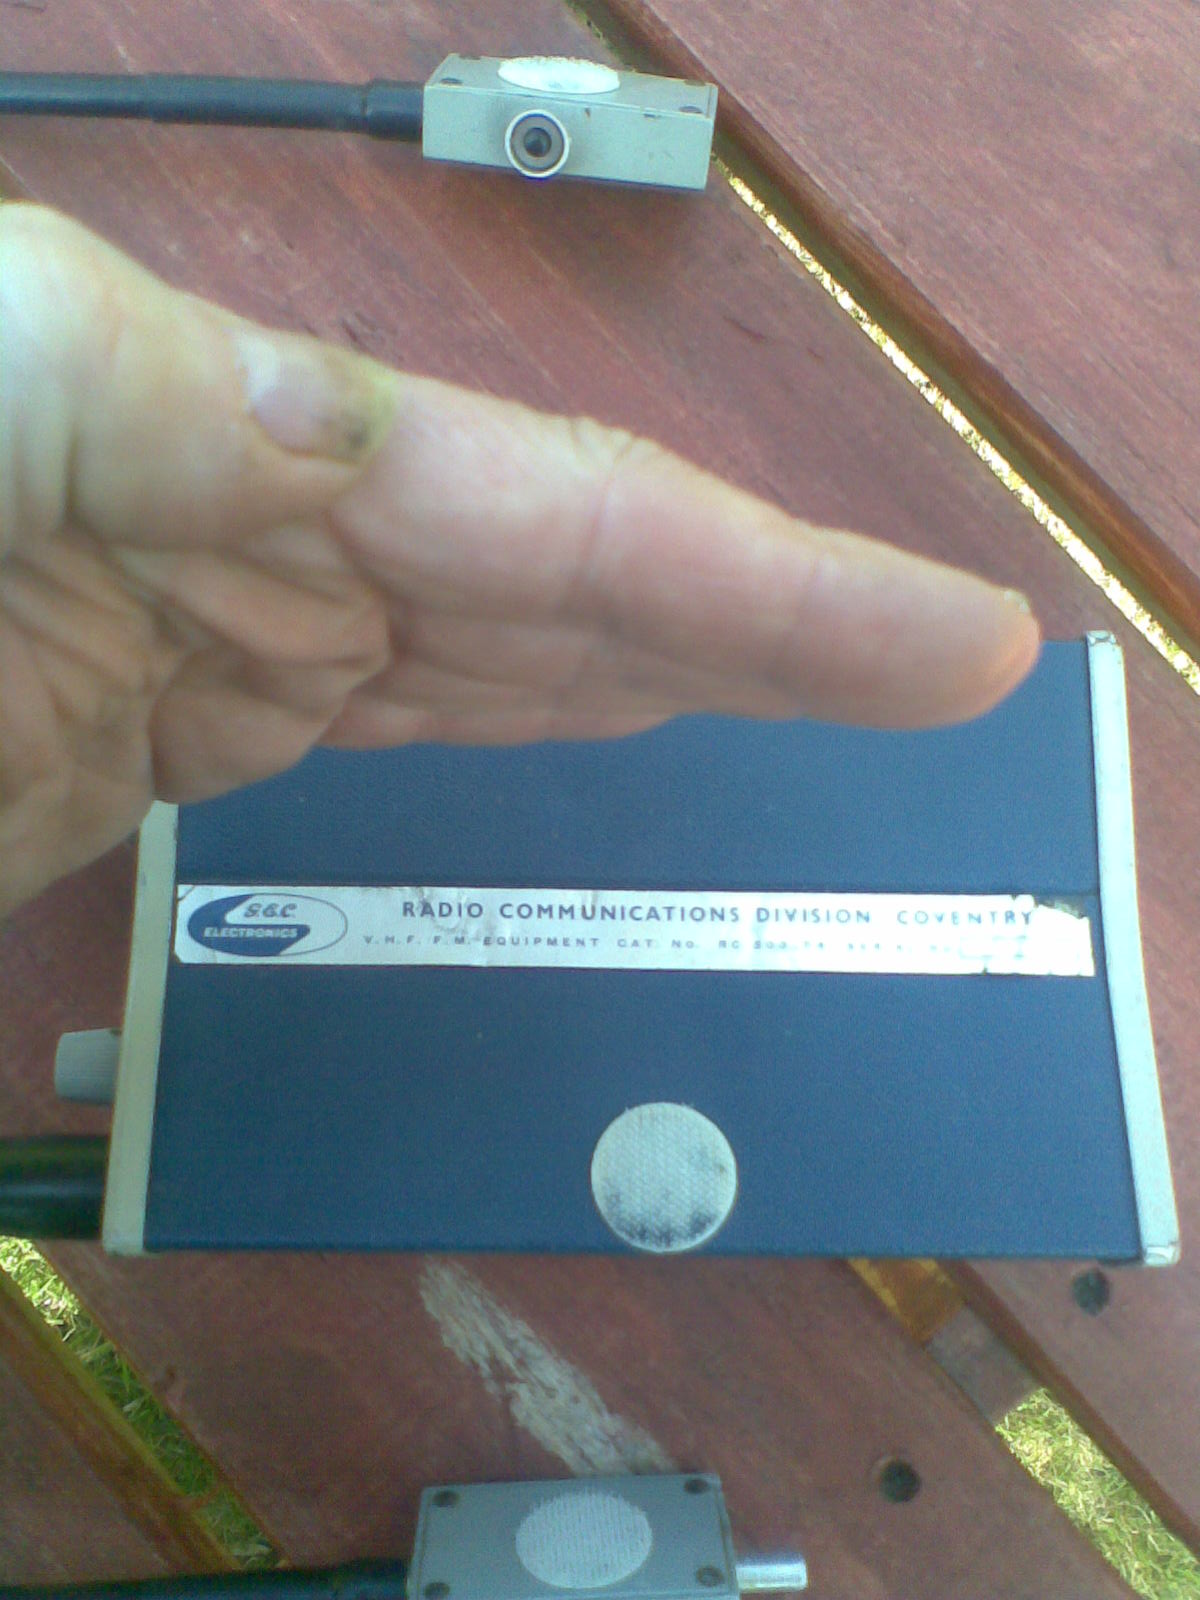 G.E.C.
ELECTRONICS
RADIO COMMUNICATIONS DIVISION COVENTRY
V.H.F. F.M. EQUIPMENT CAT. No.